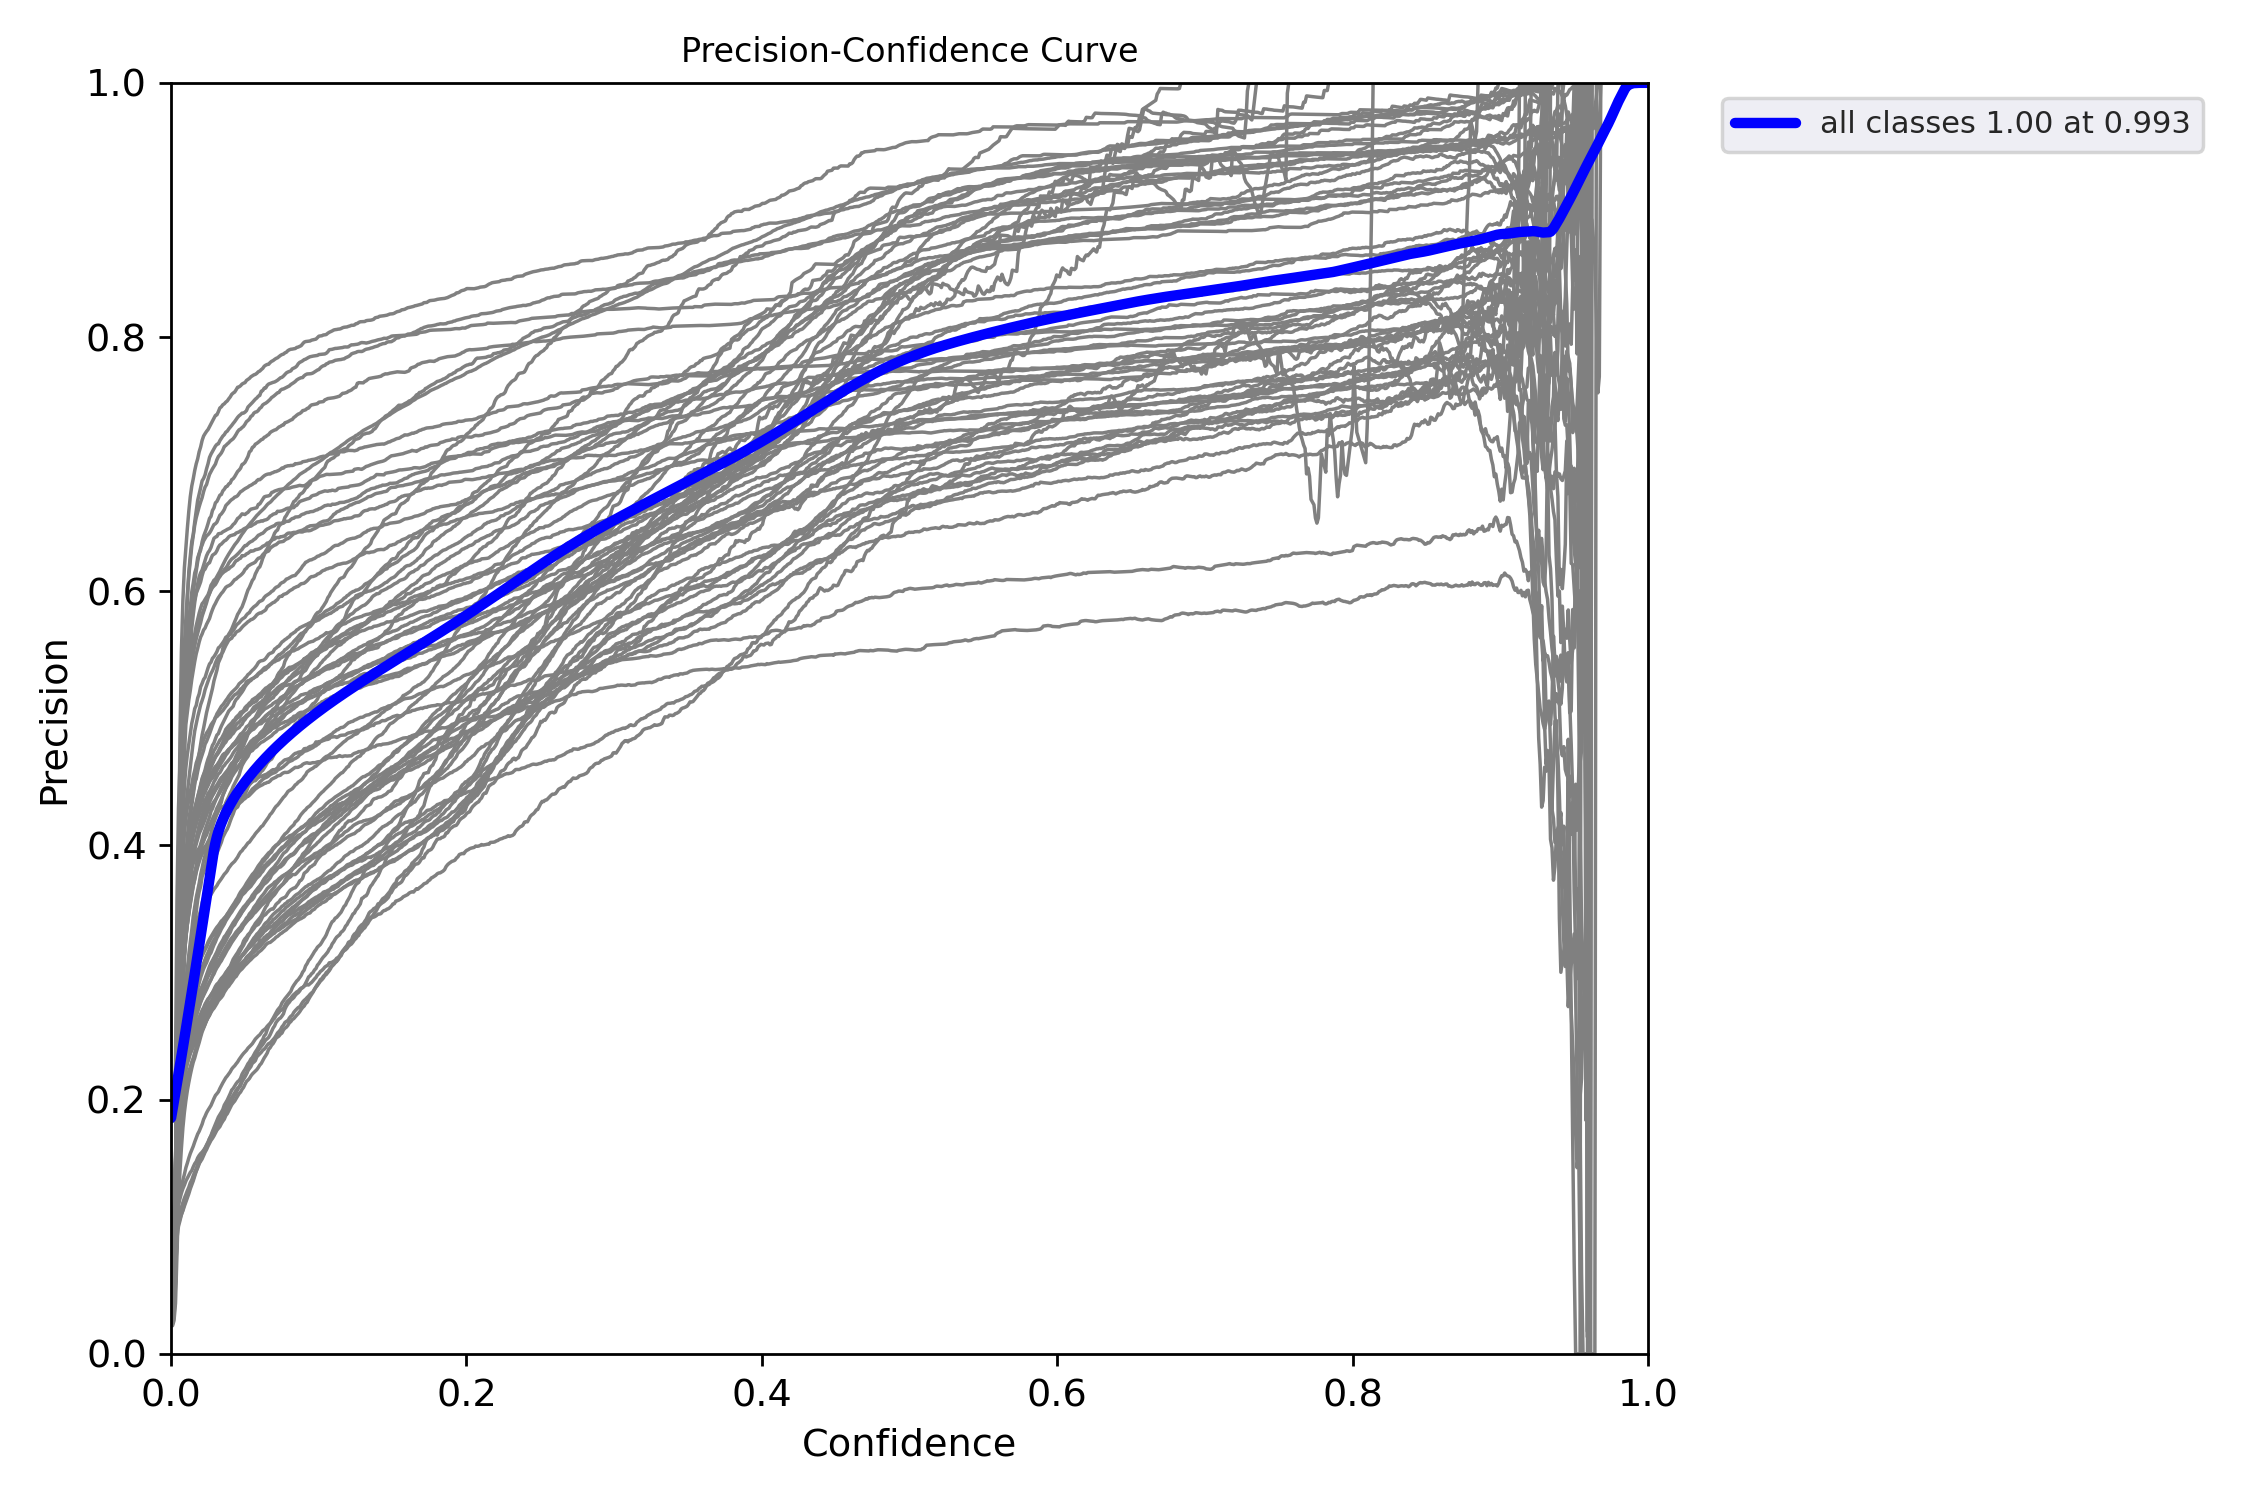 Precision-Confidence Curve
all classes 1.00 at 0.993
1.0
0.8
0.6
0.4
0.2
0.0
Precision
0.0 0.2 0.4 0.6 0.8 1.0
Confidence